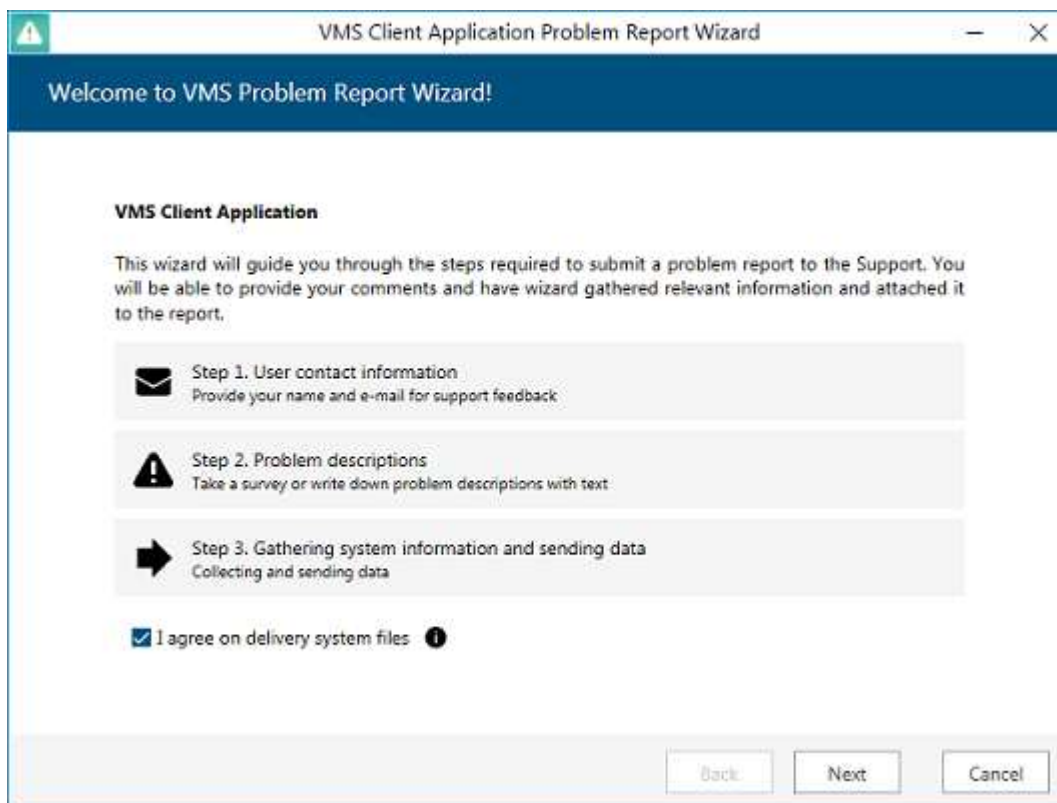 VMS Client Application Problem Report Wizard
Welcome to VMS Problem Report Wizard!
VMS Client Application
This wizard will guide you through the steps required to submit a problem report to the Support. You
will be able to provide your comments and have wizard gathered relevant information and attached it
to the report.
Step 1. User contact information
Provide your name and e-mail for support feedback
Step 2. Problem descriptions
Take a survey or write down problem descriptions with text
Step 3. Gathering system information and sending data
Collecting and sending data
I agree on delivery system files
Back Next Cancel